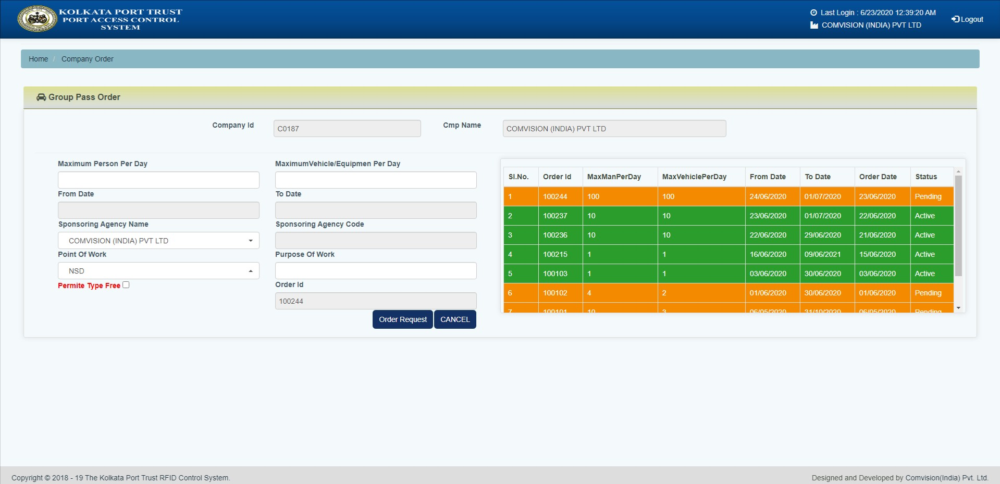 KOLKATA PORT TRUST
PORT ACCESS CONTROL
SYSTEM
Last Login : 6/23/2020 12:39:20 AM
COMVISION (INDIA) PVT LTD
Logout
Home / Company Order
Group Pass Order
Company Id C0187 Cmp Name COMVISION (INDIA) PVT LTD
Maximum Person Per Day MaximumVehicle/Equipmen Per Day
From Date To Date
Sponsoring Agency Name Sponsoring Agency Code
COMVISION (INDIA) PVT LTD
Point Of Work Purpose Of Work
NSD
Permite Type Free Order Id
100244
Order Request CANCEL
Sl.No. Order Id MaxManPerDay MaxVehiclePerDay From Date To Date Order Date Status
1 100244 100 100 24/06/2020 01/07/2020 23/06/2020 Pending
2 100237 10 10 23/06/2020 01/07/2020 22/06/2020 Active
3 100236 10 10 22/06/2020 29/06/2020 21/06/2020 Active
4 100215 1 1 16/06/2020 09/06/2021 15/06/2020 Active
5 100103 1 1 03/06/2020 30/06/2020 03/06/2020 Active
6 100102 4 2 01/06/2020 30/06/2020 01/06/2020 Pending
7 100101 10 3 06/05/2020 31/10/2020 06/05/2020 Pending
Copyright © 2018 - 19 The Kolkata Port Trust RFID Control System.
Designed and Developed by Comvision(India) Pvt. Ltd.